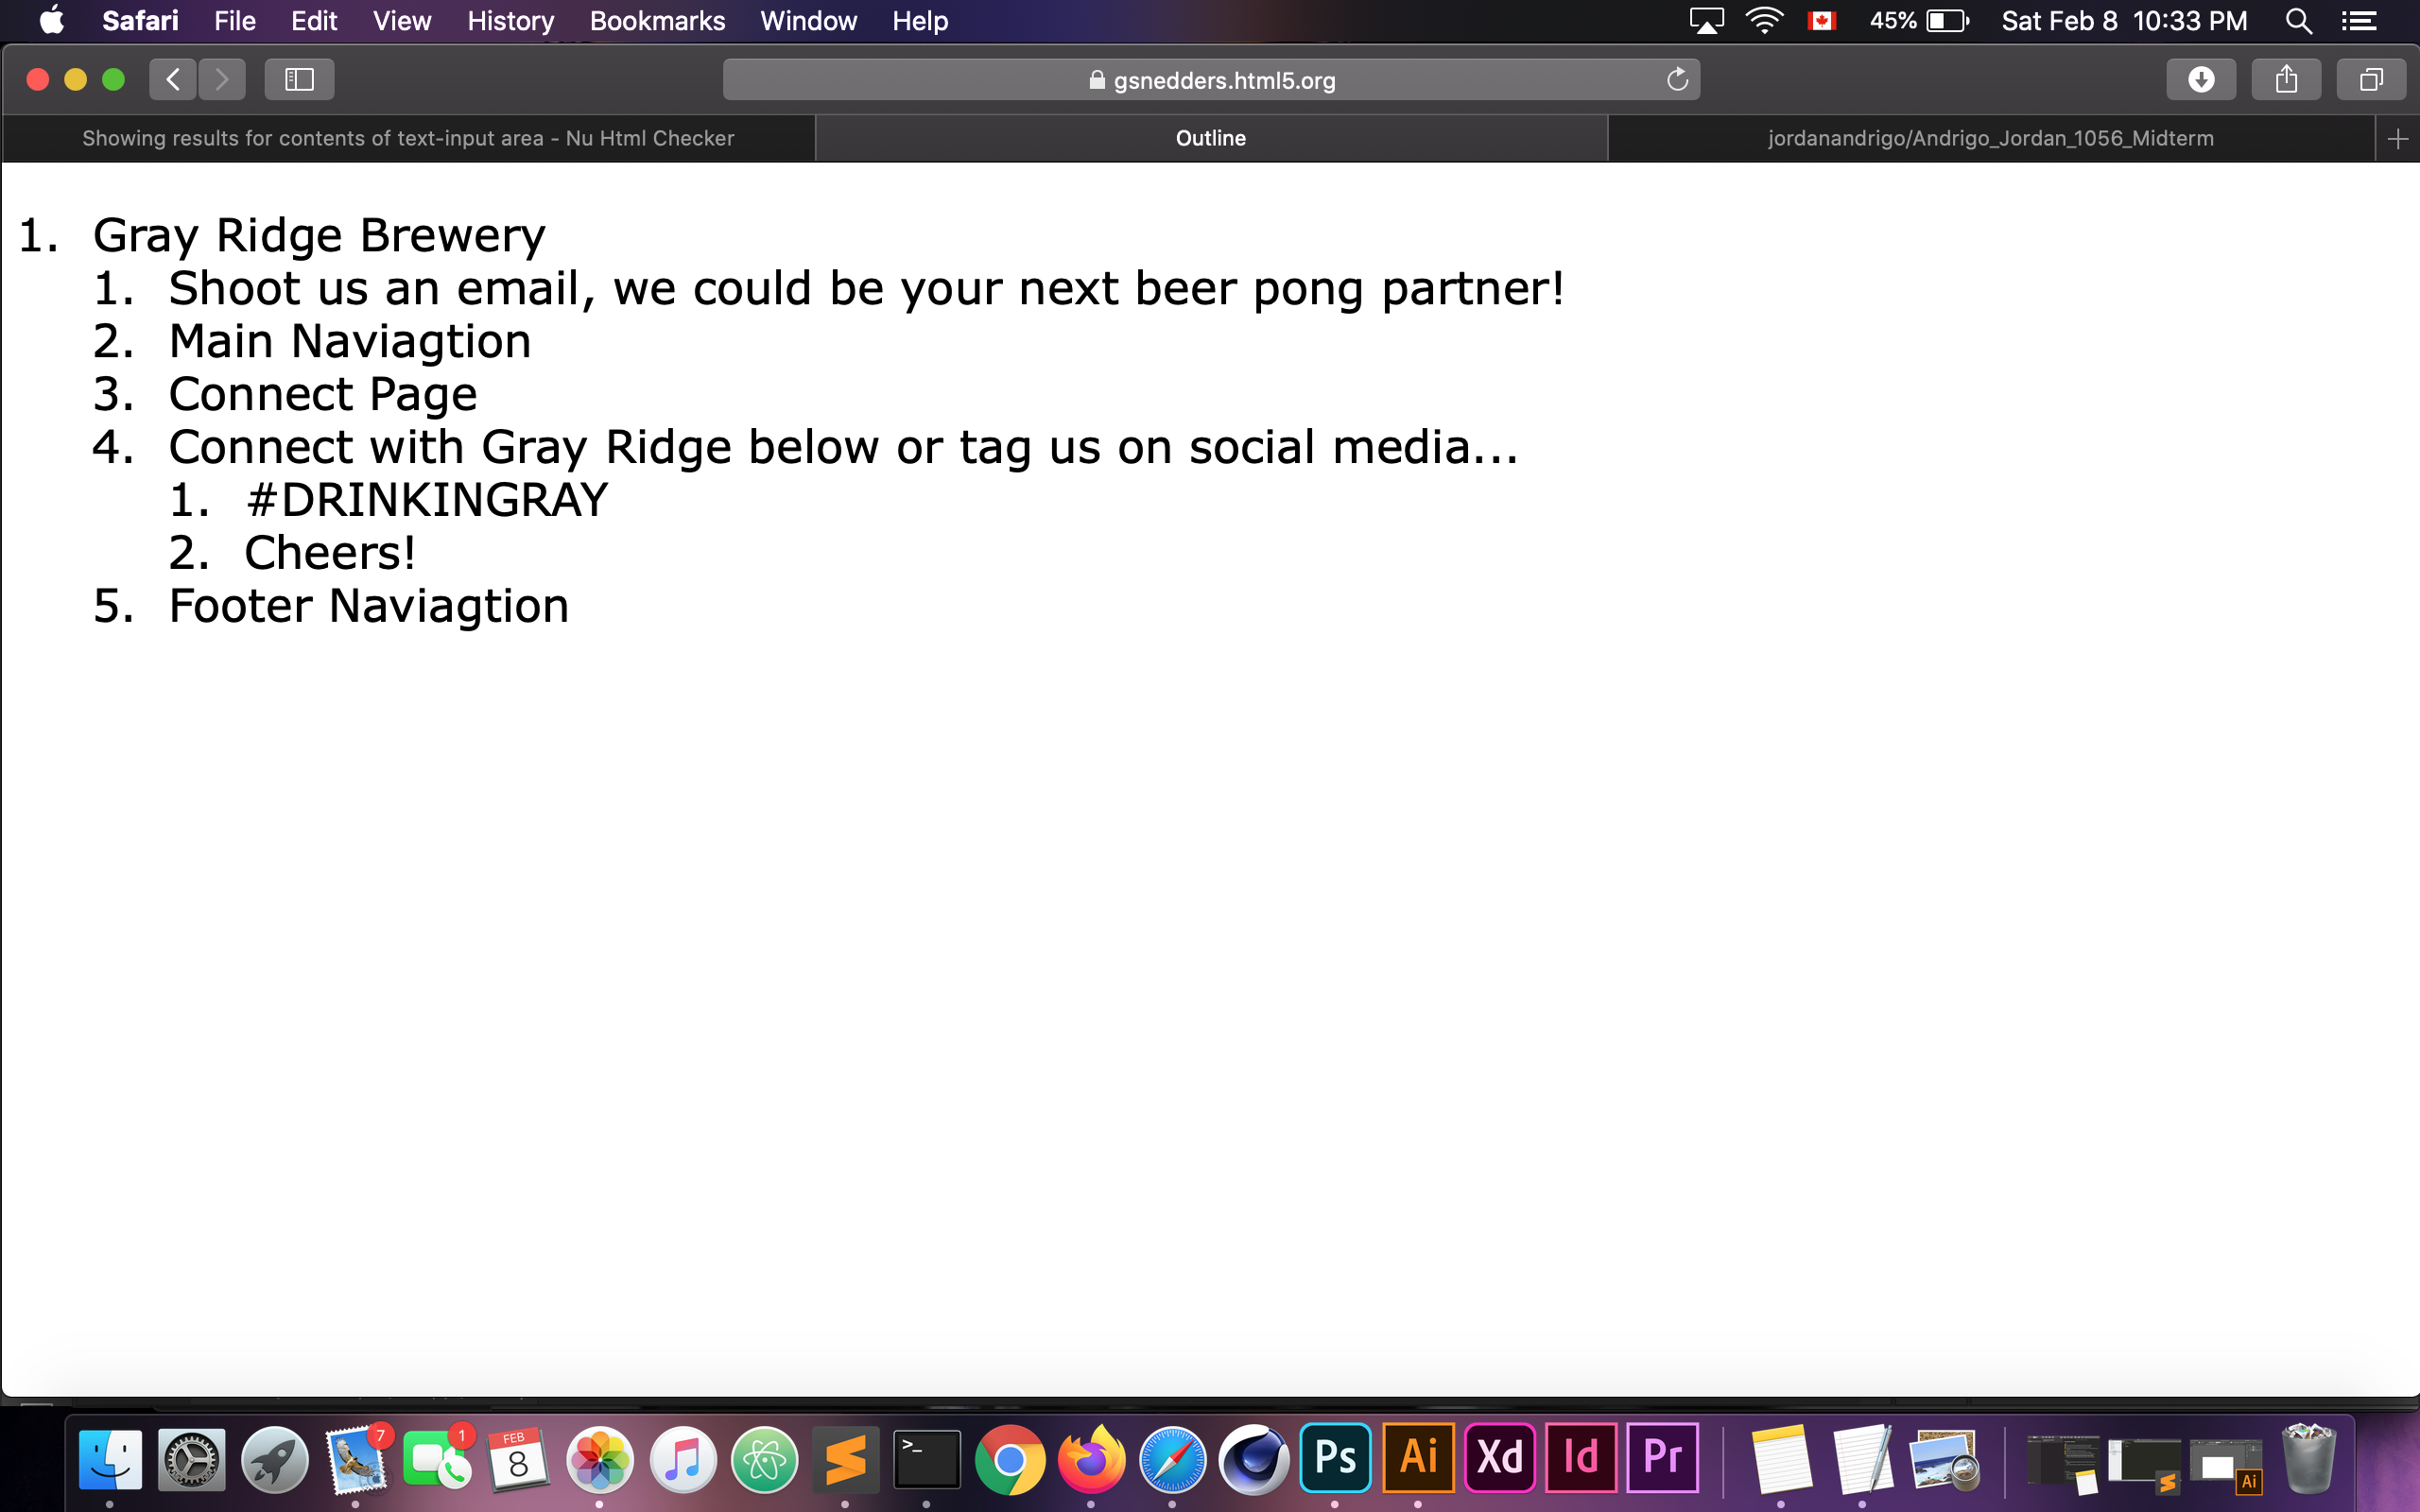 Safari File Edit View History Bookmarks Window Help 45% Sat Feb 8 10:33 PM
gsnedders.html5.org
Showing results for contents of text-input area - Nu Html Checker Outline jordanandrigo/Andrigo_Jordan_1056_Midterm
1. Gray Ridge Brewery
1. Shoot us an email, we could be your next beer pong partner!
2. Main Naviagtion
3. Connect Page
4. Connect with Gray Ridge below or tag us on social media...
1. #DRINKINGRAY
2. Cheers!
5. Footer Naviagtion
7 1 FEB 8 >_ Ps Ai Xd Id Pr Ai